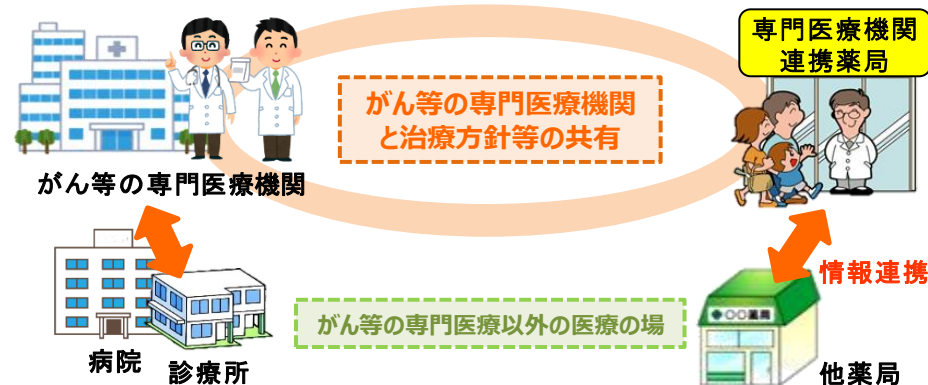 専門医療機関
連携薬局
がん等の専門医療機関
と治療方針等の共有
がん等の専門医療機関
情報連携
がん等の専門医療以外の医療の場
○○薬局
病院
診療所
他薬局